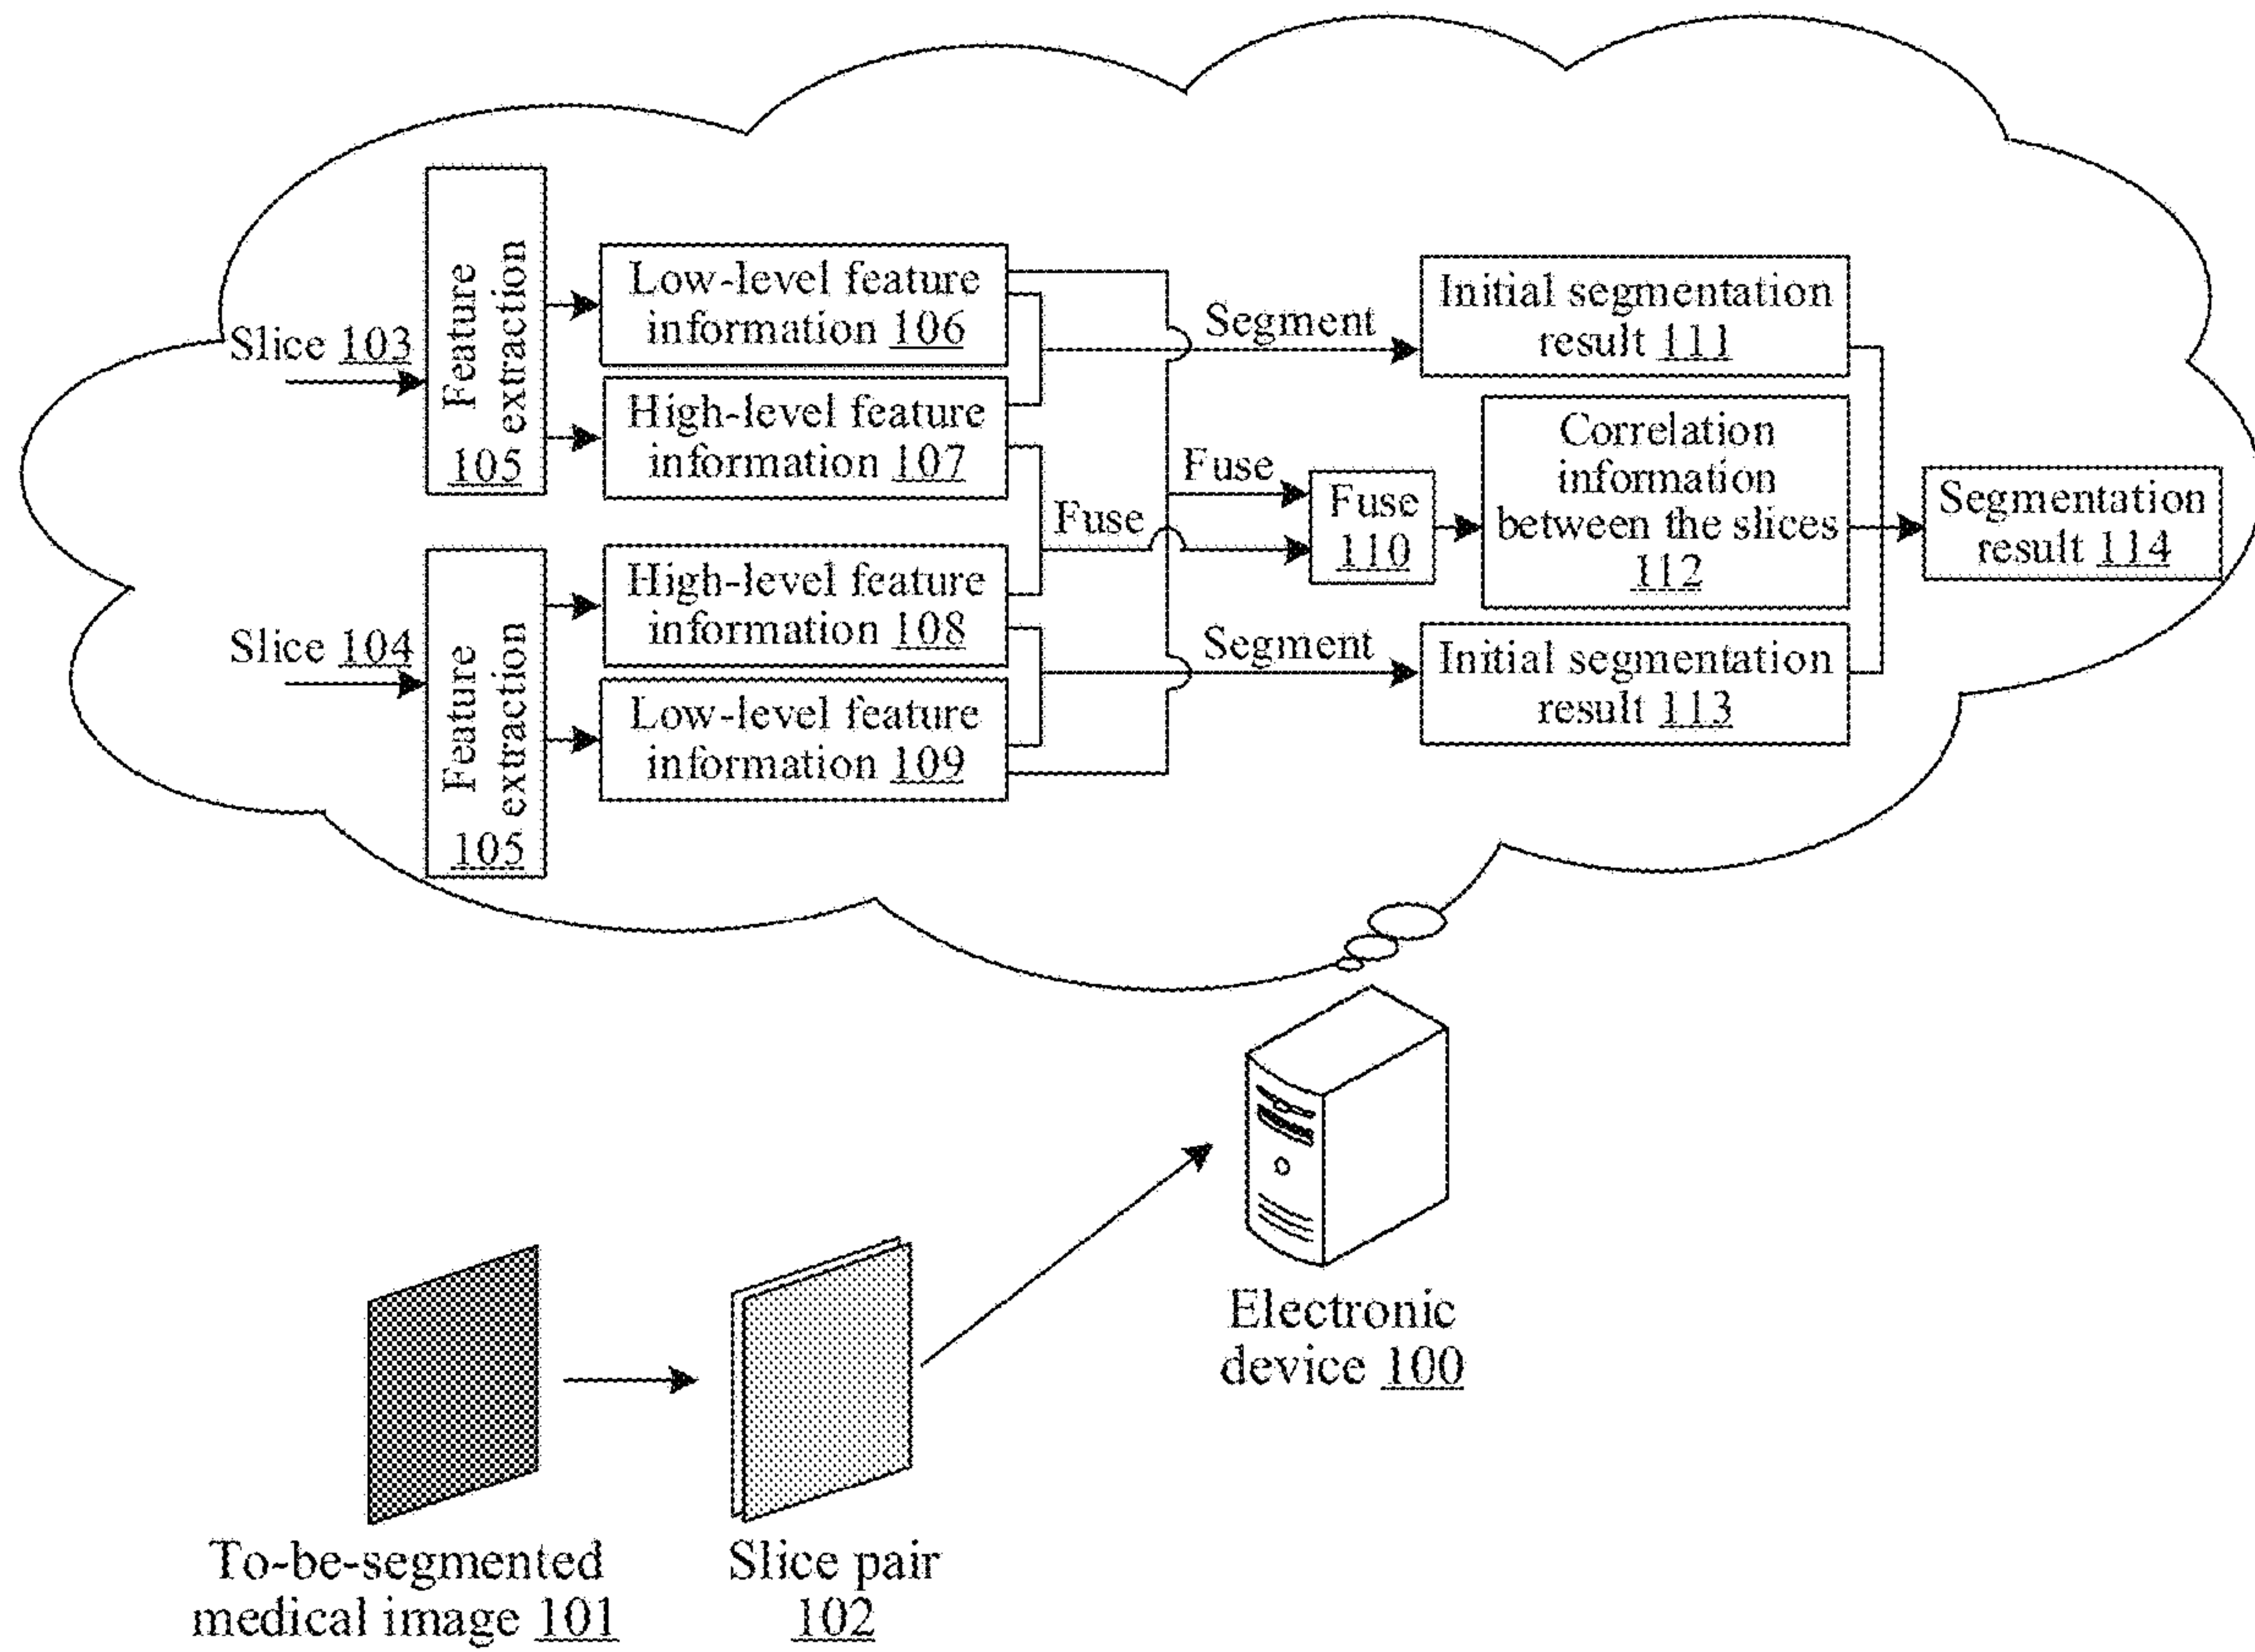 Slice 103
Feature
extraction
105
Low-level feature
information 106
High-level feature
information 107
Slice 104
Feature
extraction
105
High-level feature
information 108
Low-level feature
information 109
Segment
Fuse
Fuse
Segment
Fuse
110
Initial segmentation
result 111
Correlation
information
between the slices
112
Initial segmentation
result 113
Segmentation
result 114
Electronic
device 100
To-be-segmented
medical image 101
Slice pair
102